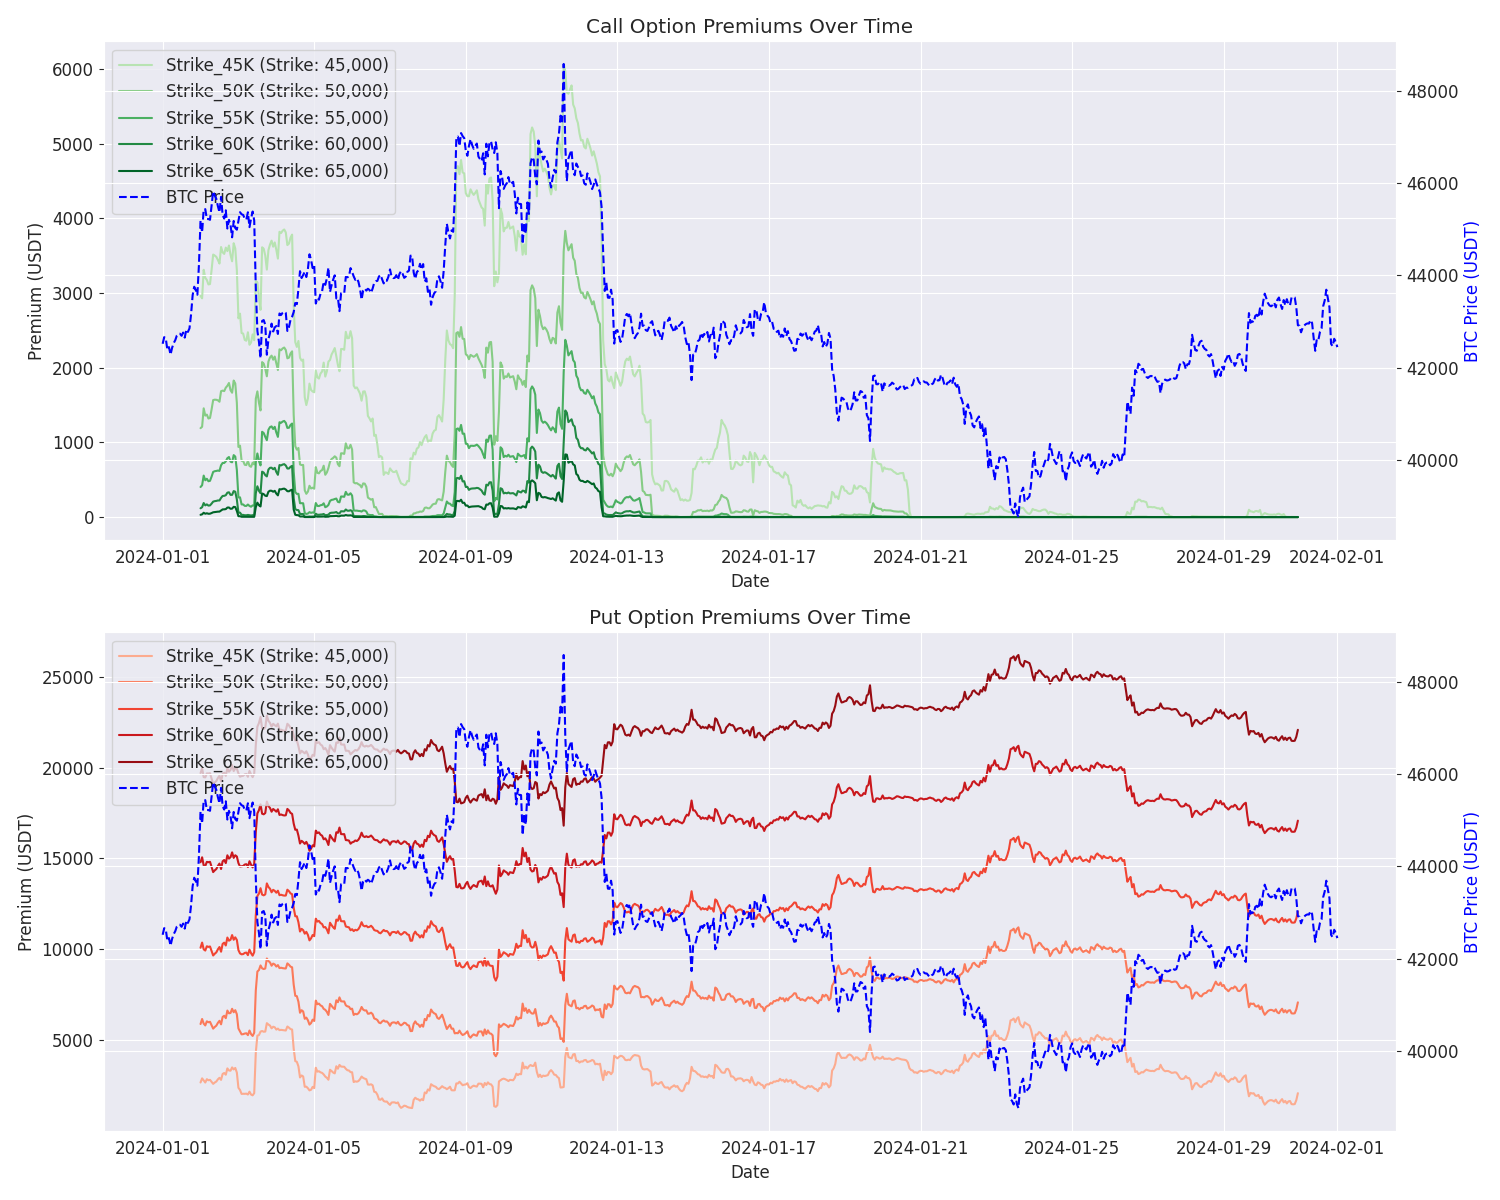 Call Option Premiums Over Time
Strike_45K (Strike: 45,000)
Strike_50K (Strike: 50,000)
Strike_55K (Strike: 55,000)
Strike_60K (Strike: 60,000)
Strike_65K (Strike: 65,000)
BTC Price
6000
5000
4000
3000
2000
1000
0
Premium (USDT)
48000
46000
44000
42000
40000
BTC Price (USDT)
2024-01-01 2024-01-05 2024-01-09 2024-01-13 2024-01-17 2024-01-21 2024-01-25 2024-01-29 2024-02-01
Date
Put Option Premiums Over Time
Strike_45K (Strike: 45,000)
Strike_50K (Strike: 50,000)
Strike_55K (Strike: 55,000)
Strike_60K (Strike: 60,000)
Strike_65K (Strike: 65,000)
BTC Price
25000
20000
15000
10000
5000
Premium (USDT)
48000
46000
44000
42000
40000
BTC Price (USDT)
2024-01-01 2024-01-05 2024-01-09 2024-01-13 2024-01-17 2024-01-21 2024-01-25 2024-01-29 2024-02-01
Date